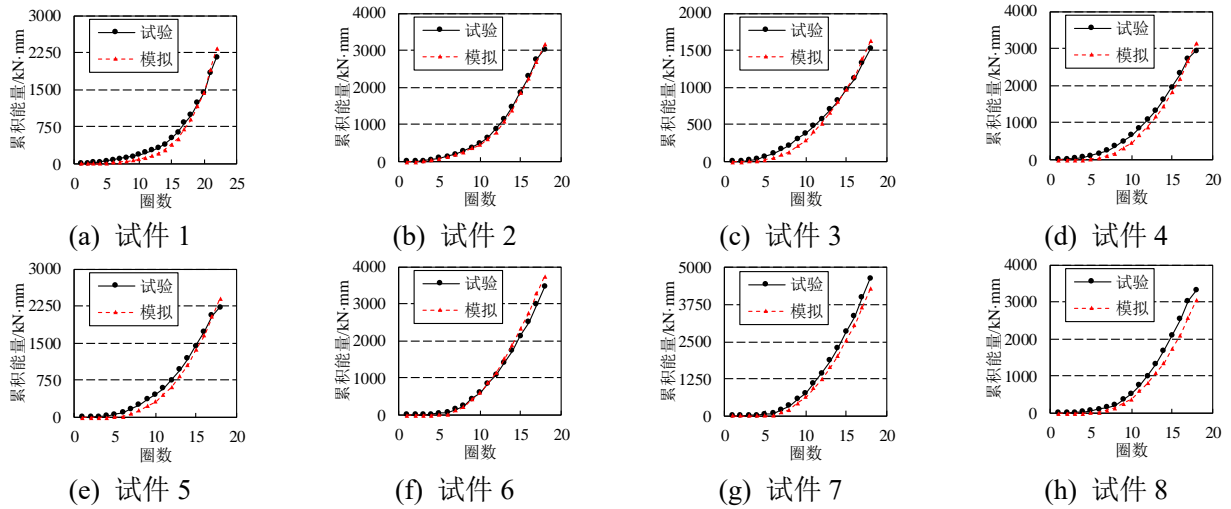 累积能量/kN·mm
3000
2250
1500
750
0
试验
模拟
0 5 10 15 20 25
圈数
(a) 试件 1
累积能量/kN·mm
4000
3000
2000
1000
0
试验
模拟
0 5 10 15 20
圈数
(b) 试件 2
累积能量/kN·mm
2000
1500
1000
500
0
试验
模拟
0 5 10 15 20
圈数
(c) 试件 3
累积能量/kN·mm
4000
3000
2000
1000
0
试验
模拟
0 5 10 15 20
圈数
(d) 试件 4
累积能量/kN·mm
3000
2250
1500
750
0
试验
模拟
0 5 10 15 20
圈数
(e) 试件 5
累积能量/kN·mm
4000
3000
2000
1000
0
试验
模拟
0 5 10 15 20
圈数
(f) 试件 6
累积能量/kN·mm
5000
3750
2500
1250
0
试验
模拟
0 5 10 15 20
圈数
(g) 试件 7
累积能量/kN·mm
4000
3000
2000
1000
0
试验
模拟
0 5 10 15 20
圈数
(h) 试件 8